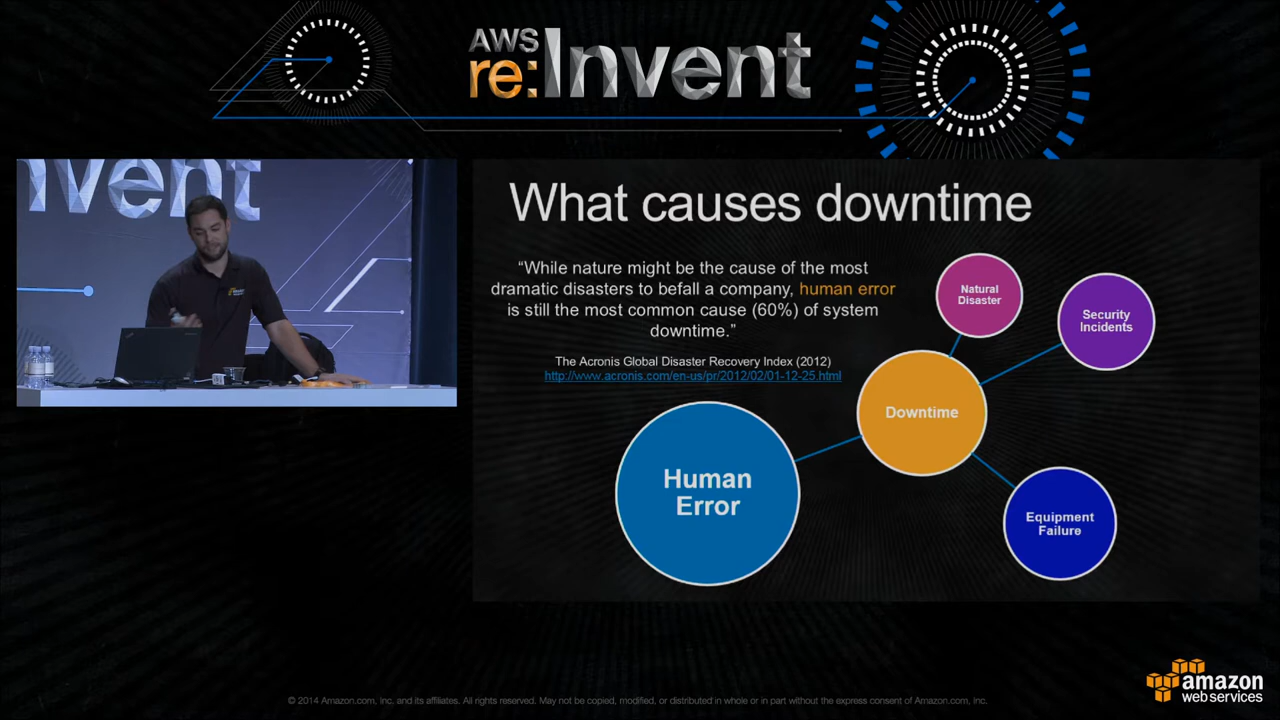 AWS
re:Invent
nvent
What causes downtime
“While nature might be the cause of the most
dramatic disasters to befall a company, human error
is still the most common cause (60%) of system
downtime.”
The Acronis Global Disaster Recovery Index (2012)
http://www.acronis.com/en-us/pr/2012/02/01-12-25.html
Natural
Disaster
Security
Incidents
Downtime
Human
Error
Equipment
Failure
© 2014 Amazon.com, Inc, and its affiliates. All rights reserved. May not be copied, modified, or distributed in whole or in part without the express consent of Amazon.com, Inc.
amazon
webservices